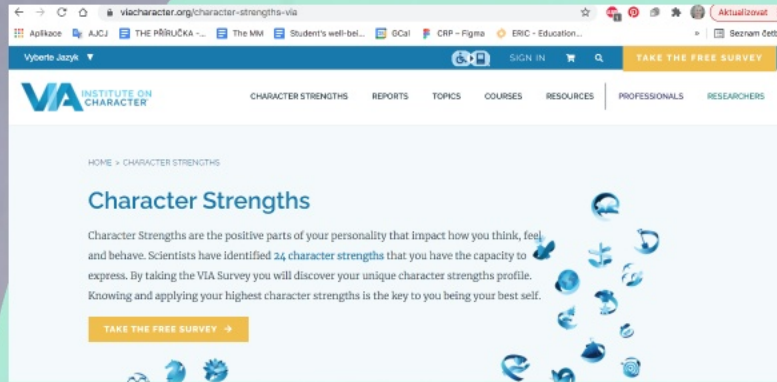 viacharacter.org/character-strengths-via
Aktualizovat
Aplikace AJCJ THE PŘÍRUČKA -... The MM Student's well-bei... GCal CRP – Figma ERIC - Education... » Seznam četb
Vyberte Jazyk ▼ SIGN IN TAKE THE FREE SURVEY
VIA INSTITUTE ON
CHARACTER
CHARACTER STRENGTHS REPORTS TOPICS COURSES RESOURCES PROFESSIONALS RESEARCHERS
HOME > CHARACTER STRENGTHS
Character Strengths
Character Strengths are the positive parts of your personality that impact how you think, feel
and behave. Scientists have identified 24 character strengths that you have the capacity to
express. By taking the VIA Survey you will discover your unique character strengths profile.
Knowing and applying your highest character strengths is the key to you being your best self.
TAKE THE FREE SURVEY →